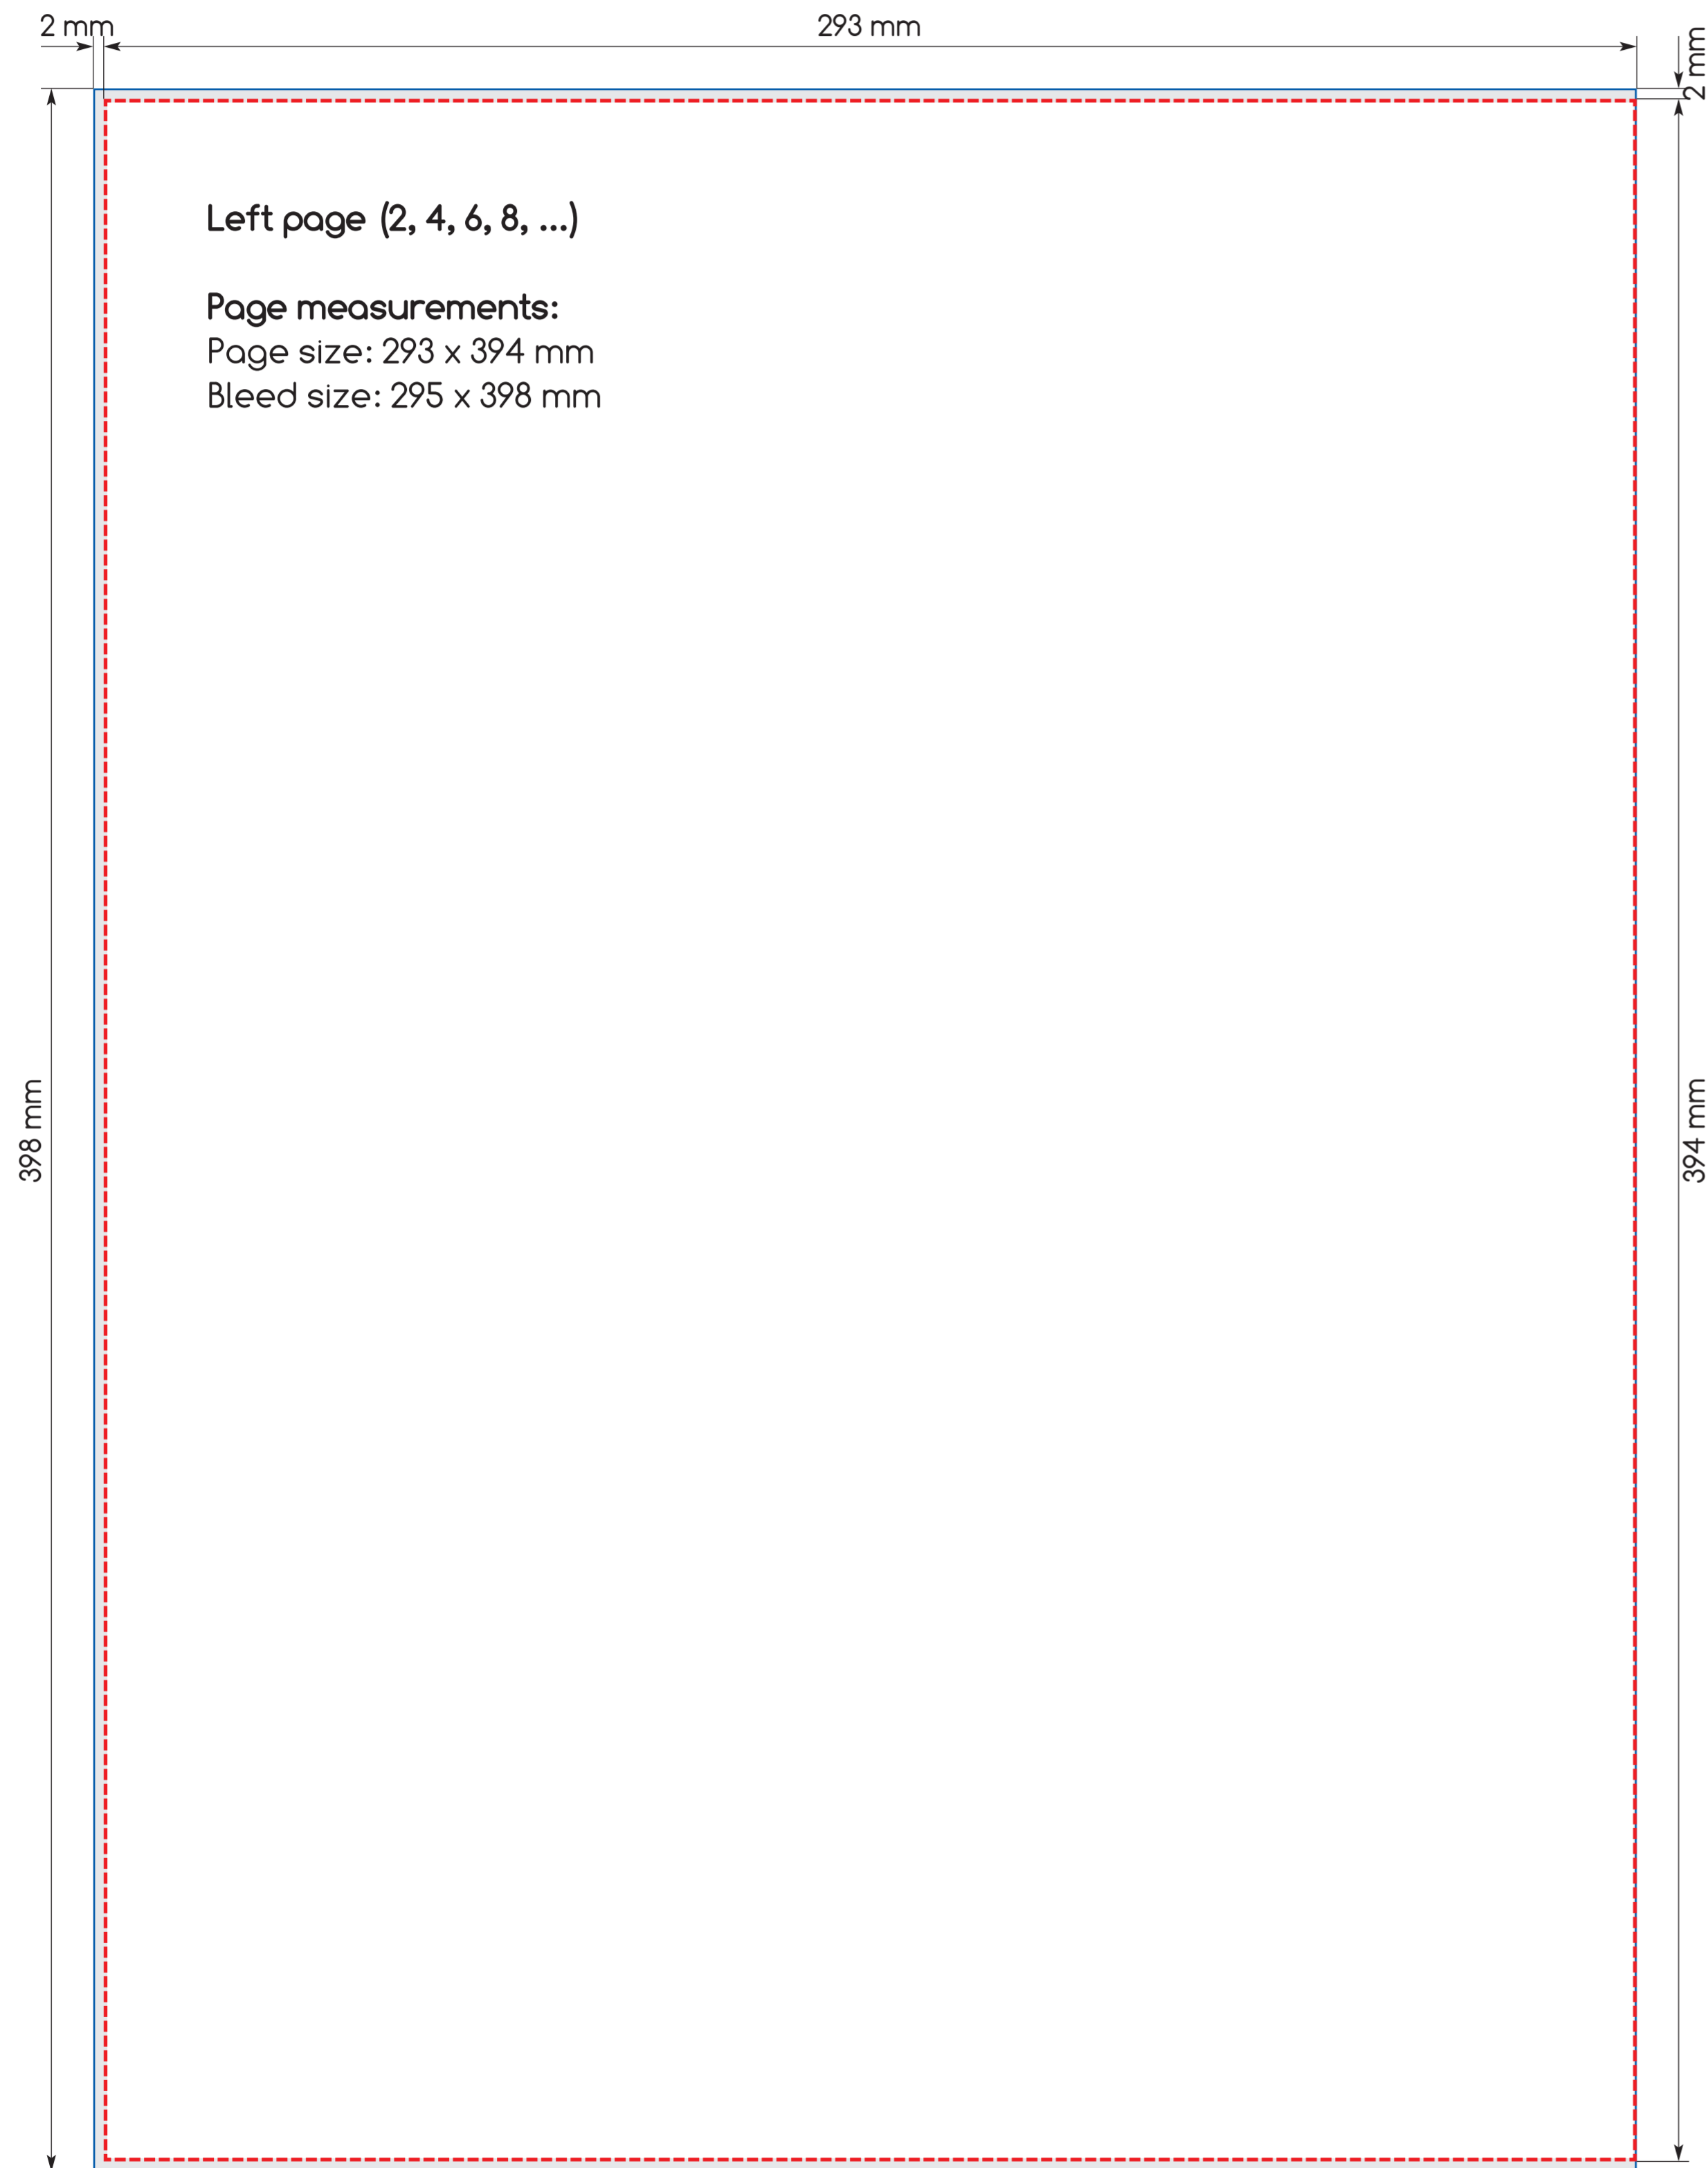 2 mm
293 mm
2 mm
Left page (2, 4, 6, 8, ...)
Page measurements:
Page size: 293 x 394 mm
Bleed size: 295 x 398 mm
398 mm
394 mm